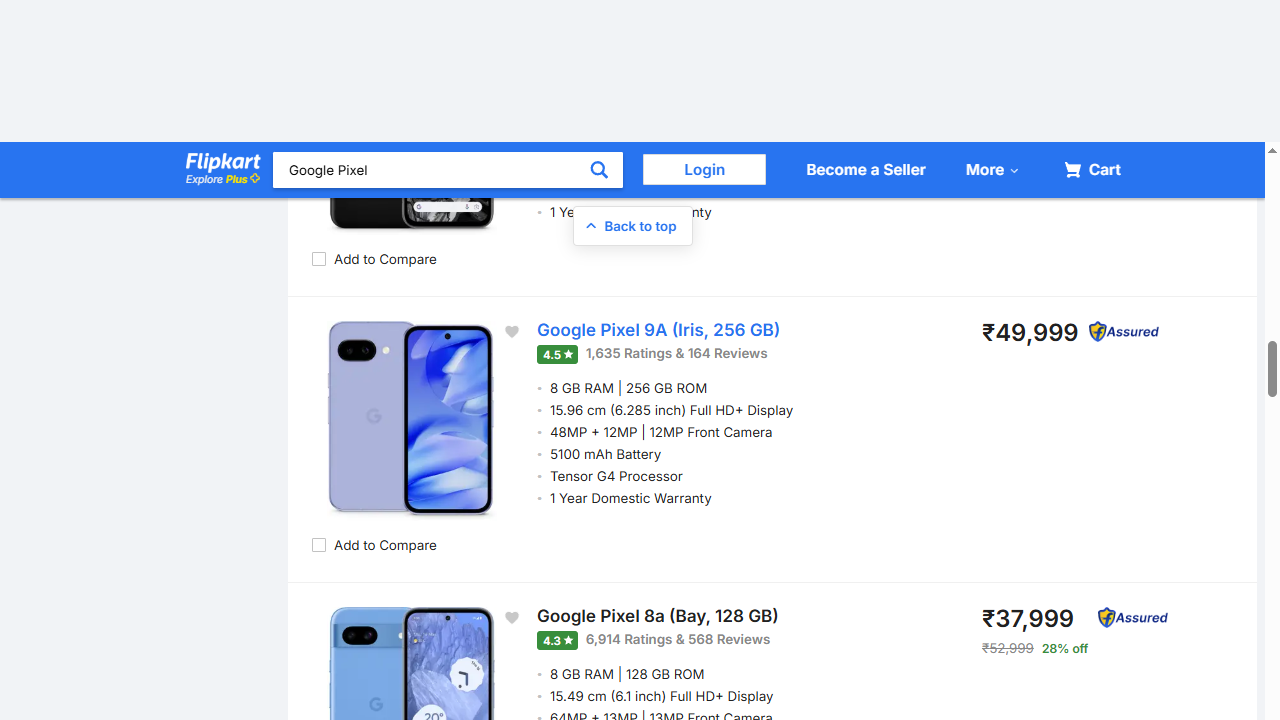 Flipkart
Explore Plus
Google Pixel
Login
Become a Seller
More
Cart
Back to top
Add to Compare
Google Pixel 9A (Iris, 256 GB)
4.5 1,635 Ratings & 164 Reviews
8 GB RAM | 256 GB ROM
15.96 cm (6.285 inch) Full HD+ Display
48MP + 12MP | 12MP Front Camera
5100 mAh Battery
Tensor G4 Processor
1 Year Domestic Warranty
₹49,999
Assured
Add to Compare
Google Pixel 8a (Bay, 128 GB)
4.3 6,914 Ratings & 568 Reviews
8 GB RAM | 128 GB ROM
15.49 cm (6.1 inch) Full HD+ Display
64MP + 13MP | 13MP Front Camera
₹37,999
Assured
₹52,999 28% off